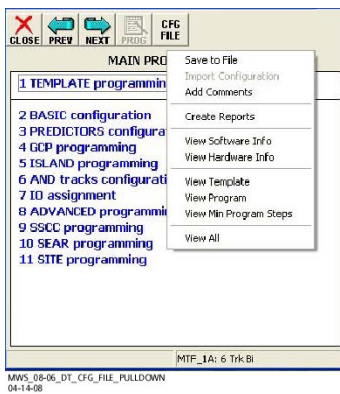 CLOSE PREV NEXT PROG CFG FILE
MAIN PRO
1 TEMPLATE programmin
2 BASIC configuration
3 PREDICTORS configura
4 GCP programming
5 ISLAND programming
6 AND tracks configurati
7 IO assignment
8 ADVANCED programmi
9 SSCC programming
10 SEAR programming
11 SITE programming
Save to File
Import Configuration
Add Comments
Create Reports
View Software Info
View Hardware Info
View Template
View Program
View Min Program Steps
View All
MTF_1A: 6 Trk Bi
MWS_08-06_DT_CFG_FILE_PULLDOWN
04-14-08